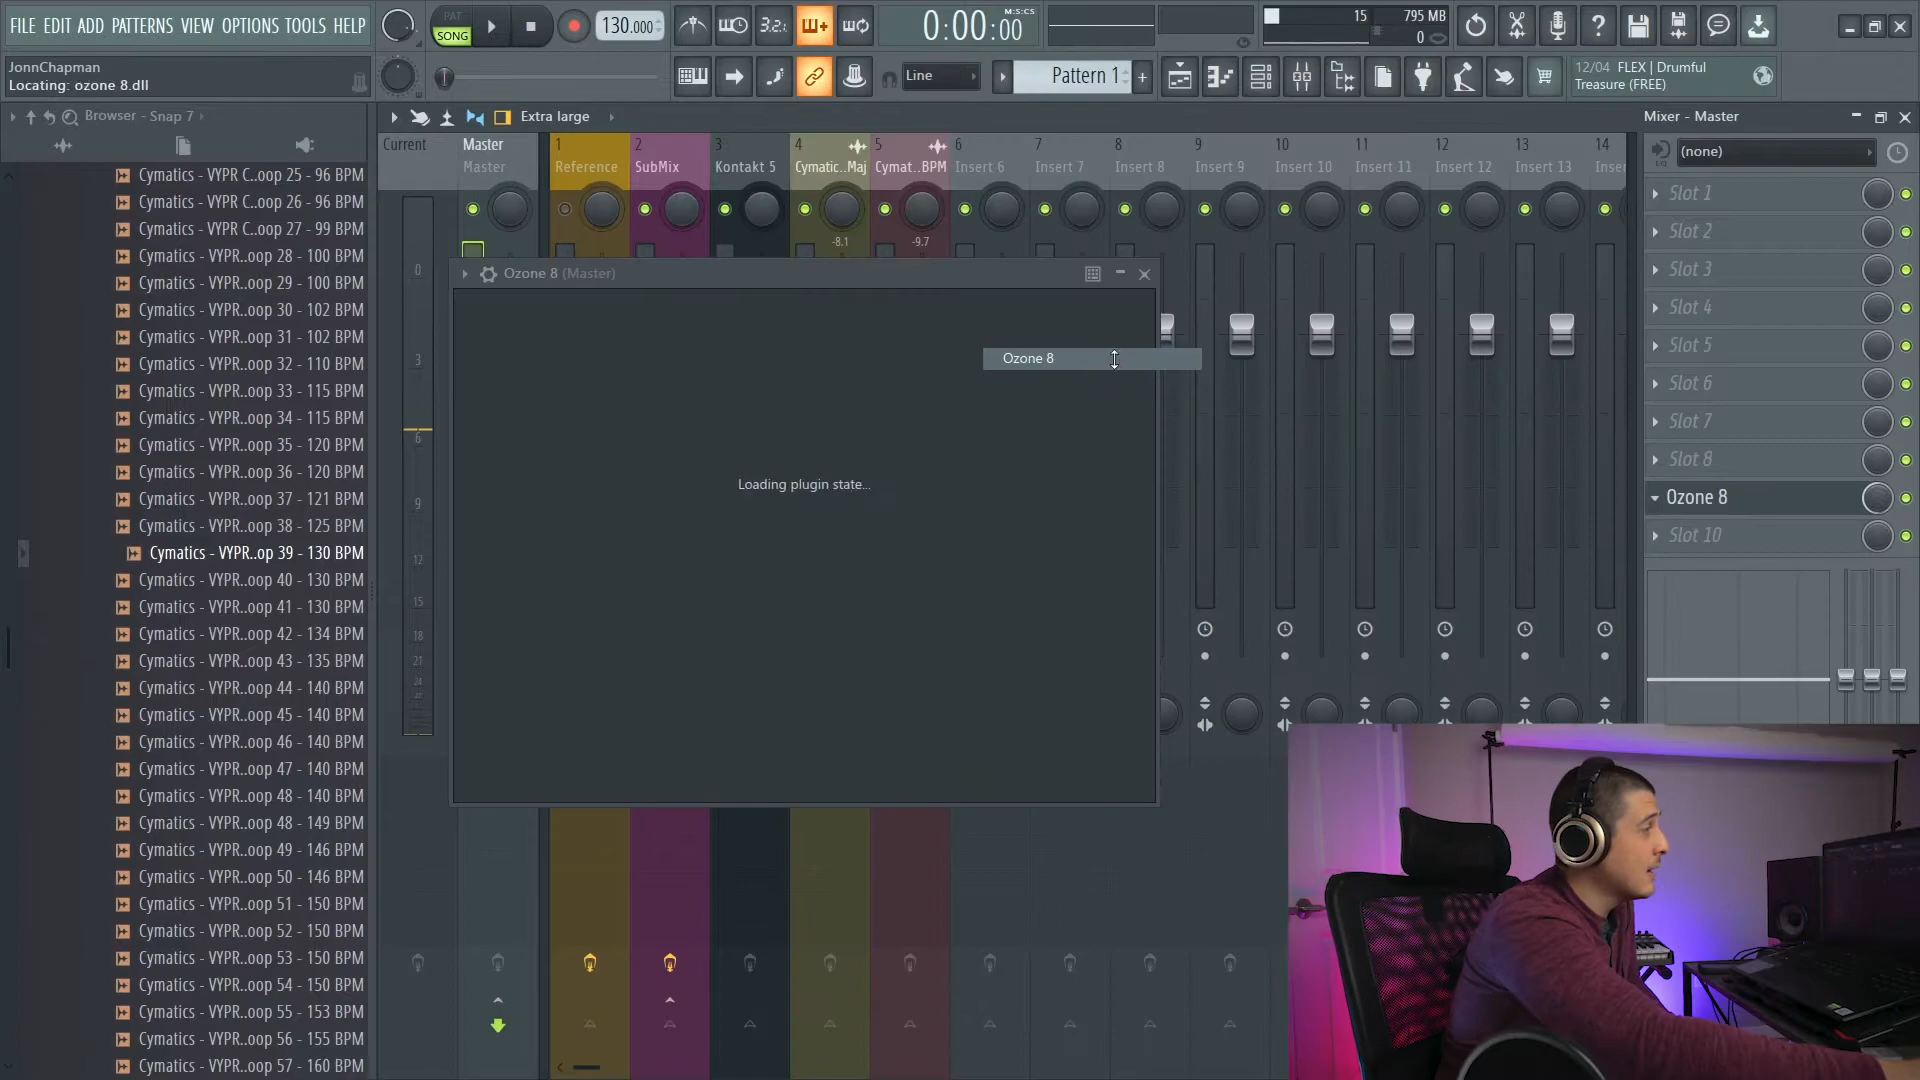 FILE EDIT ADD PATTERNS VIEW OPTIONS TOOLS HELP
PAT
SONG
130.000
3.2.1
0:00:00
M:S:CS
15
795 MB
0
JonnChapman
Locating: ozone 8.dll
Line
Pattern 1
12/04 FLEX | Drumful
Treasure (FREE)
Browser - Snap 7
Extra large
Mixer - Master
Current
Master
1
2
3
4
5
6
7
8
9
10
11
12
13
14
Master
Reference
SubMix
Kontakt 5
Cymatic..Maj
Cymat..BPM
Insert 6
Insert 7
Insert 8
Insert 9
Insert 10
Insert 11
Insert 12
Insert 13
Inser
-8.1
-9.7
Cymatics - VYPR C..oop 25 - 96 BPM
Cymatics - VYPR C..oop 26 - 96 BPM
Cymatics - VYPR C..oop 27 - 99 BPM
Cymatics - VYPR..oop 28 - 100 BPM
Cymatics - VYPR..oop 29 - 100 BPM
Cymatics - VYPR..oop 30 - 102 BPM
Cymatics - VYPR..oop 31 - 102 BPM
Cymatics - VYPR..oop 32 - 110 BPM
Cymatics - VYPR..oop 33 - 115 BPM
Cymatics - VYPR..oop 34 - 115 BPM
Cymatics - VYPR..oop 35 - 120 BPM
Cymatics - VYPR..oop 36 - 120 BPM
Cymatics - VYPR..oop 37 - 121 BPM
Cymatics - VYPR..oop 38 - 125 BPM
Cymatics - VYPR..op 39 - 130 BPM
Cymatics - VYPR..oop 40 - 130 BPM
Cymatics - VYPR..oop 41 - 130 BPM
Cymatics - VYPR..oop 42 - 134 BPM
Cymatics - VYPR..oop 43 - 135 BPM
Cymatics - VYPR..oop 44 - 140 BPM
Cymatics - VYPR..oop 45 - 140 BPM
Cymatics - VYPR..oop 46 - 140 BPM
Cymatics - VYPR..oop 47 - 140 BPM
Cymatics - VYPR..oop 48 - 140 BPM
Cymatics - VYPR..oop 48 - 149 BPM
Cymatics - VYPR..oop 49 - 146 BPM
Cymatics - VYPR..oop 50 - 146 BPM
Cymatics - VYPR..oop 51 - 150 BPM
Cymatics - VYPR..oop 52 - 150 BPM
Cymatics - VYPR..oop 53 - 150 BPM
Cymatics - VYPR..oop 54 - 150 BPM
Cymatics - VYPR..oop 55 - 153 BPM
Cymatics - VYPR..oop 56 - 155 BPM
Cymatics - VYPR..oop 57 - 160 BPM
0
3
6
9
12
15
18
21
24
Ozone 8 (Master)
Ozone 8
Loading plugin state...
(none)
Slot 1
Slot 2
Slot 3
Slot 4
Slot 5
Slot 6
Slot 7
Slot 8
Ozone 8
Slot 10